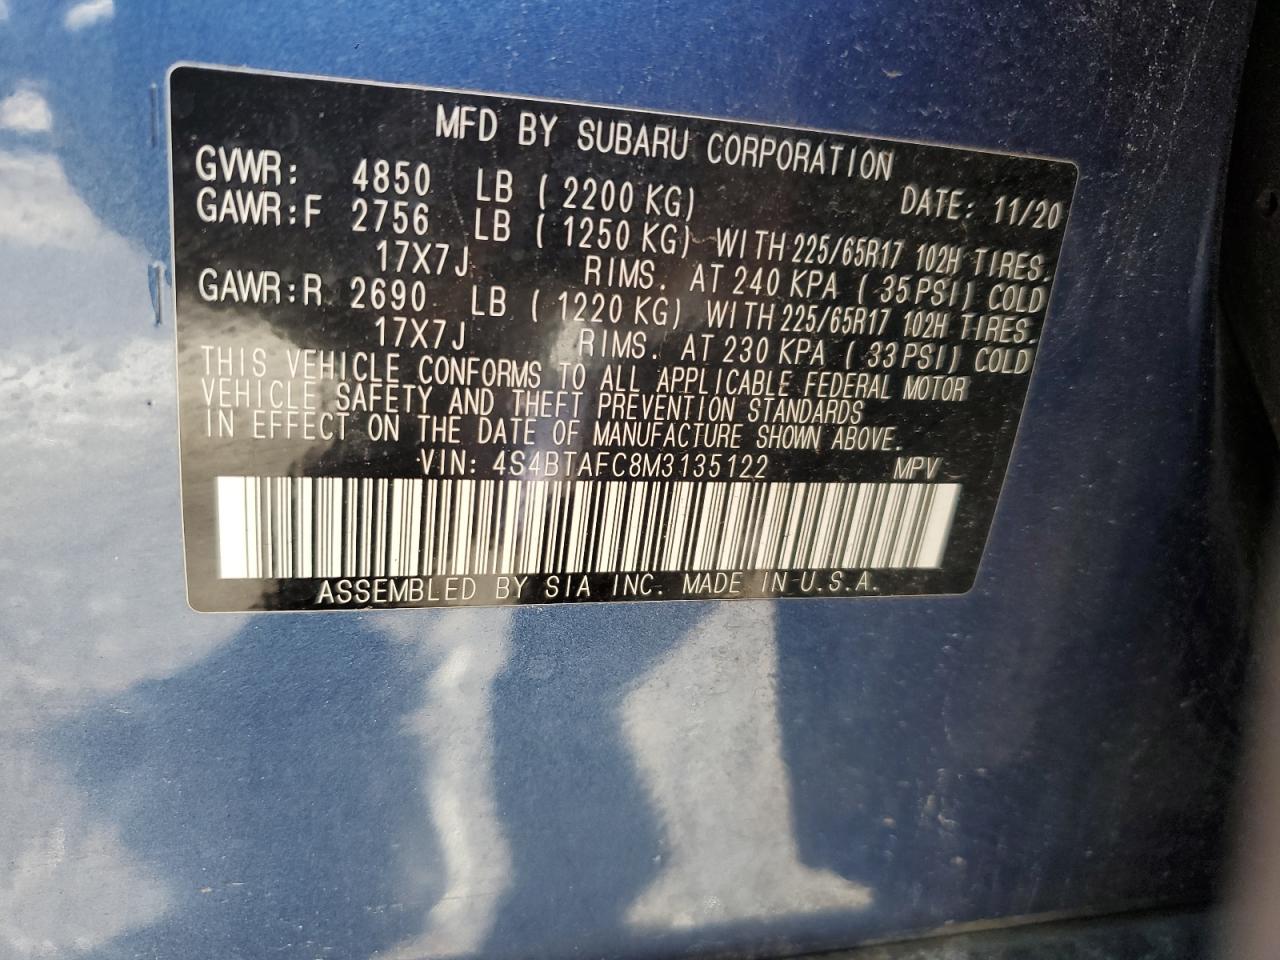 MFD BY SUBARU CORPORATION
GVWR: 4850 LB ( 2200 KG) DATE: 11/20
GAWR:F 2756 LB ( 1250 KG) WITH 225/65R17 102H TIRES.
17X7J RIMS. AT 240 KPA ( 35 PSI) COLD
GAWR:R 2690 LB ( 1220 KG) WITH 225/65R17 102H TIRES.
17X7J RIMS. AT 230 KPA ( 33 PSI) COLD
THIS VEHICLE CONFORMS TO ALL APPLICABLE FEDERAL MOTOR
VEHICLE SAFETY AND THEFT PREVENTION STANDARDS
IN EFFECT ON THE DATE OF MANUFACTURE SHOWN ABOVE.
VIN: 4S4BTAFC8M3135122 MPV
ASSEMBLED BY SIA INC. MADE IN U.S.A.